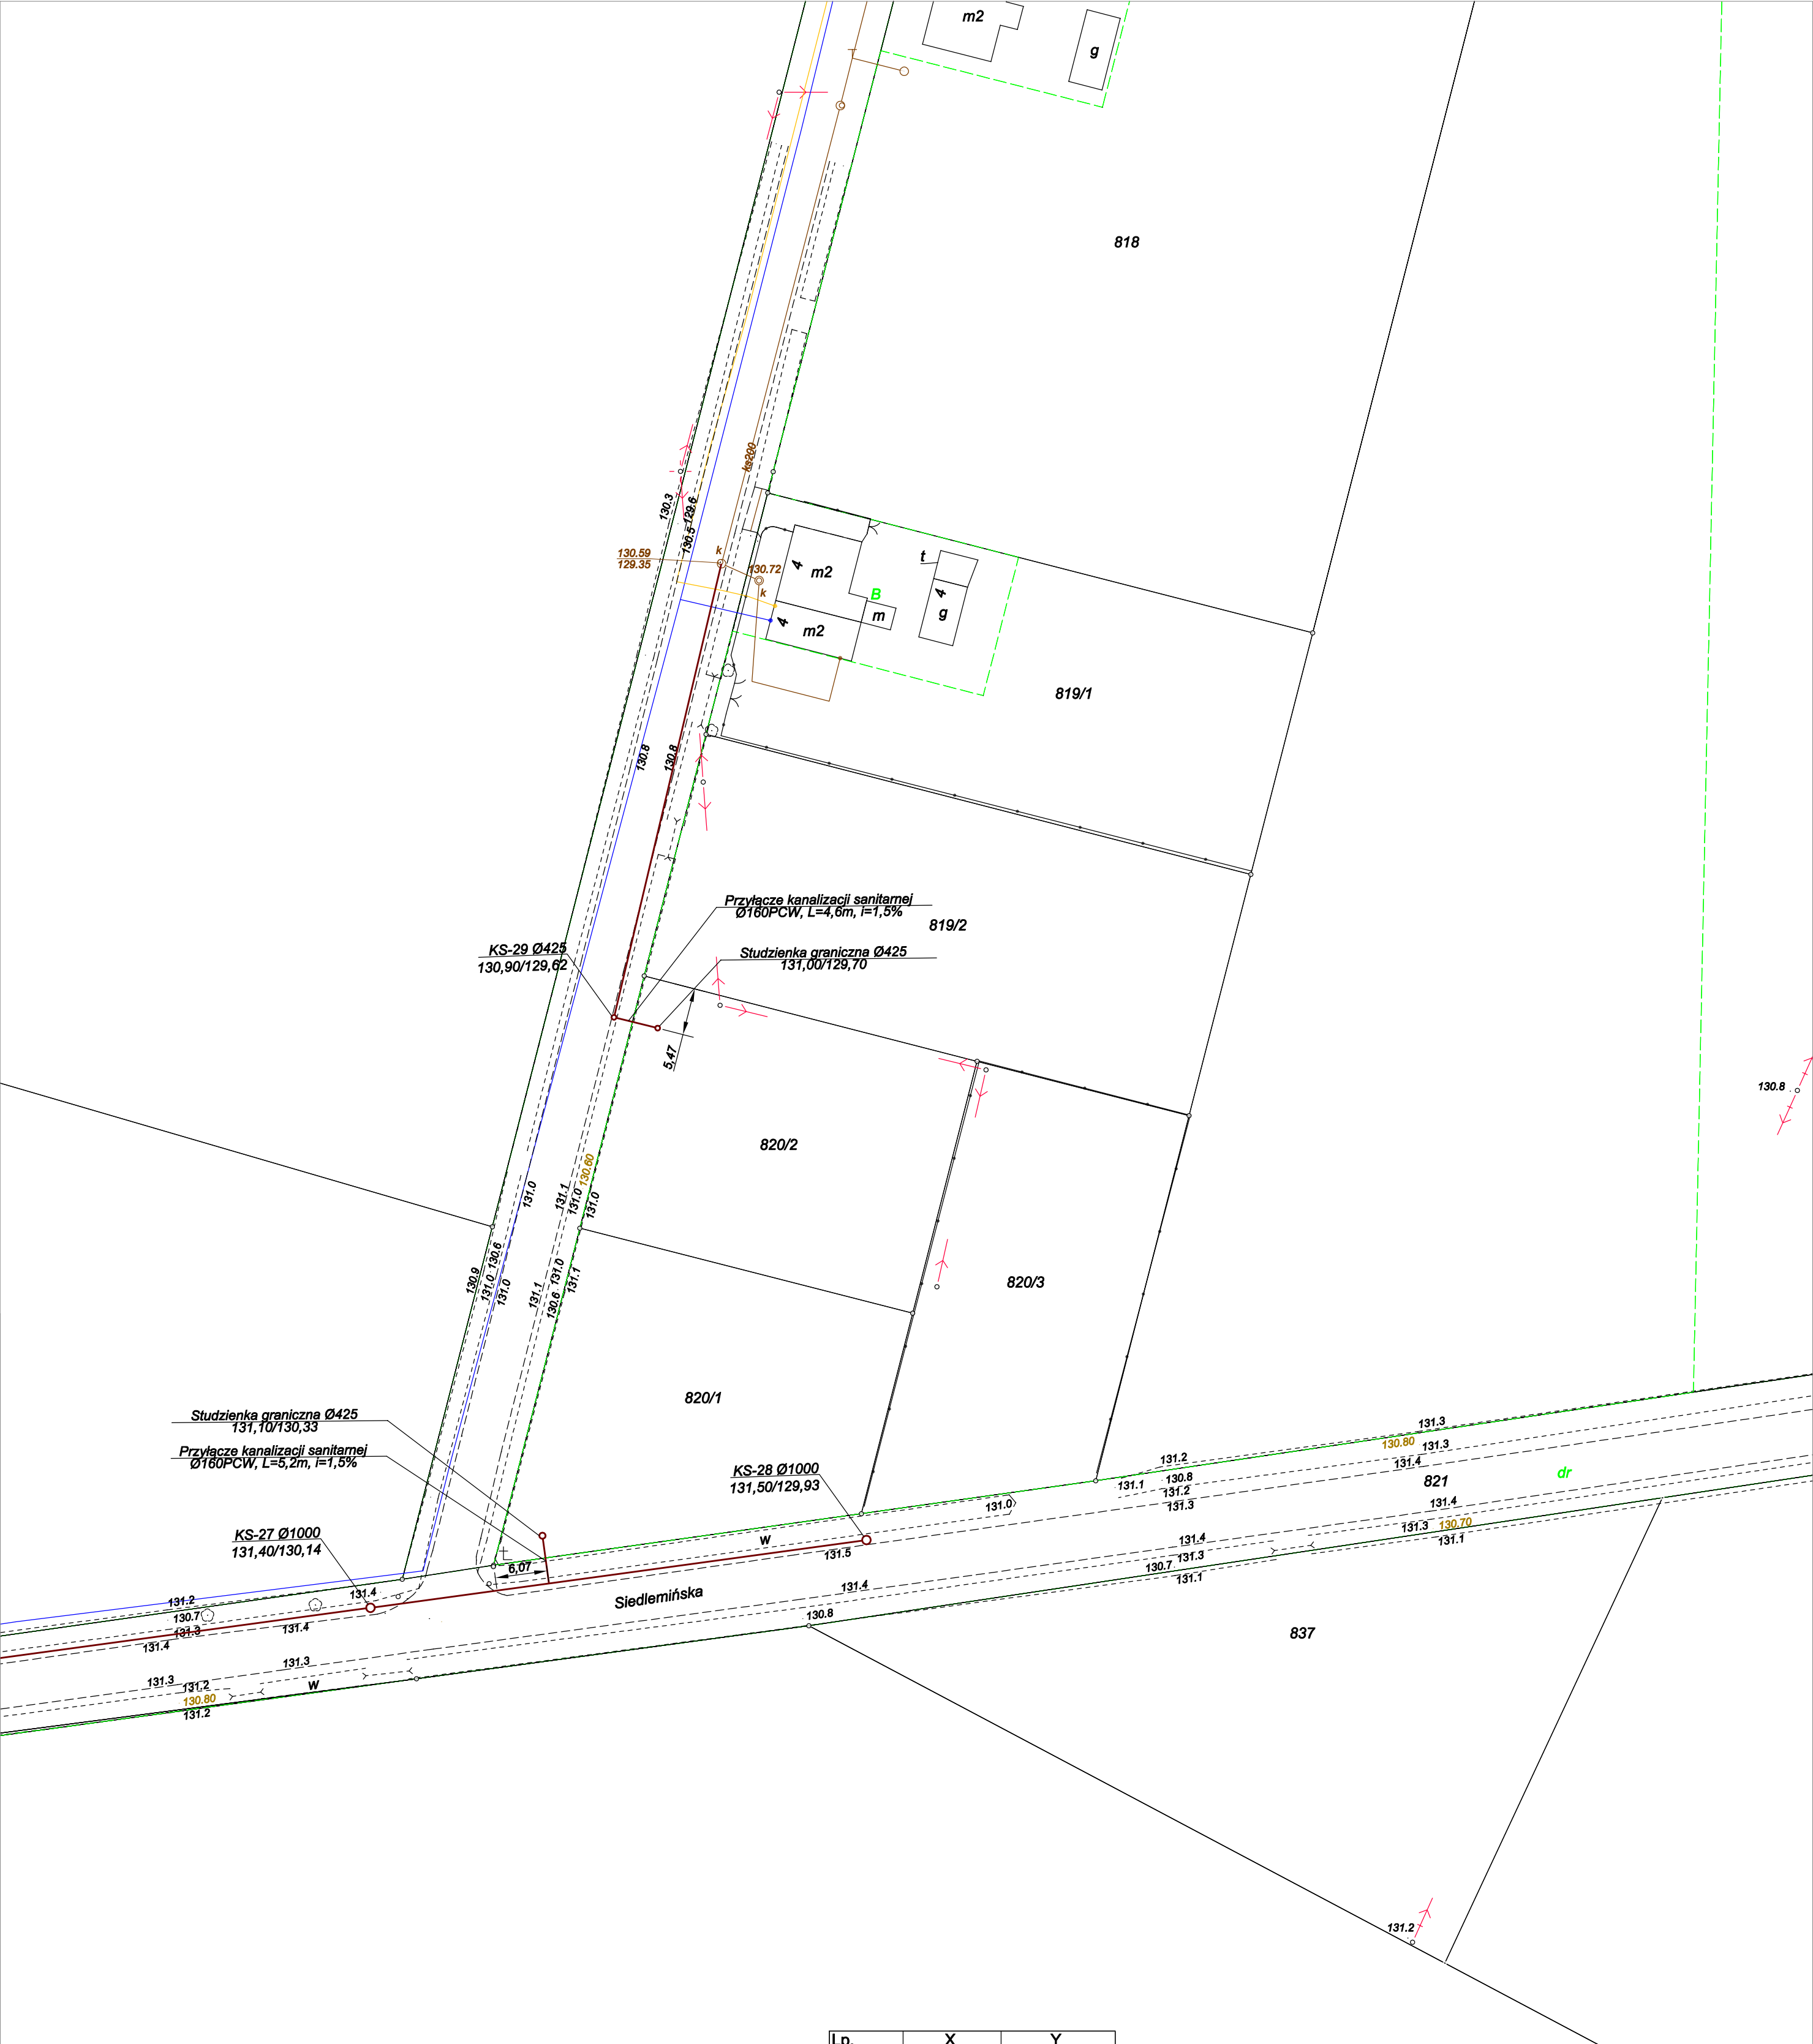 m2
g
T
818
ks200
130.3
129.6
130.5
130.59
129.35
k
130.72
k
4
m2
t
B
4
g
m
4
m2
819/1
130.8
130.8
Przyłącze kanalizacji sanitarnej
Ø160PCW, L=4,6m, i=1,5%
819/2
KS-29 Ø425
130,90/129,62
Studzienka graniczna Ø425
131,00/129,70
5,47
130.8
820/2
130.60
131.0
131.1
131.0
131.0
130.9
131.0
130.6
131.0
131.1
130.6
131.0
131.1
820/3
820/1
Studzienka graniczna Ø425
131,10/130,33
Przyłącze kanalizacji sanitarnej
Ø160PCW, L=5,2m, i=1,5%
KS-28 Ø1000
131,50/129,93
KS-27 Ø1000
131,40/130,14
131.3
130.80
131.3
131.4
131.2
131.1
130.8
131.2
131.3
821
dr
131.0
131.4
131.3
130.70
131.1
w
131.5
131.4
130.7
131.3
131.1
6,07
Siedlemińska
131.4
130.8
131.2
130.7
131.3
131.4
131.4
131.4
131.3
131.3
131.2
130.80
131.2
w
837
131.2
Lp.
X
Y